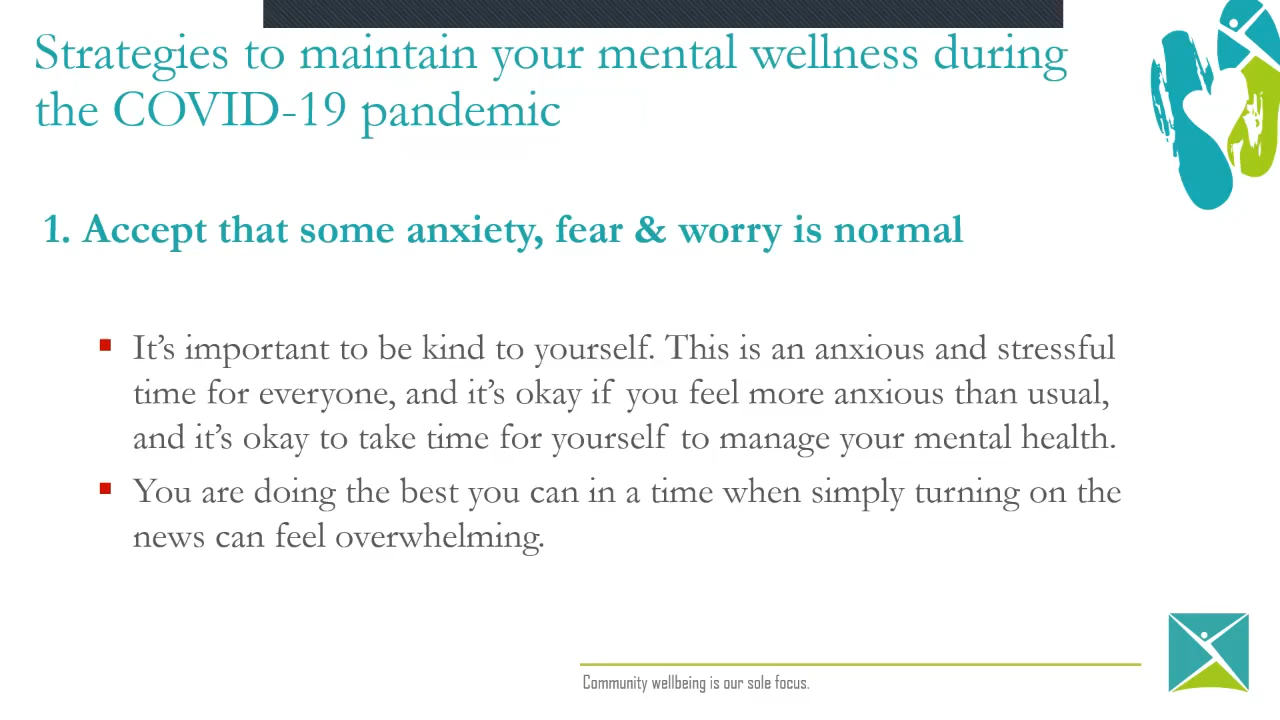 Strategies to maintain your mental wellness during
the COVID-19 pandemic
1. Accept that some anxiety, fear & worry is normal
▪ It’s important to be kind to yourself. This is an anxious and stressful
time for everyone, and it’s okay if you feel more anxious than usual,
and it’s okay to take time for yourself to manage your mental health.
▪ You are doing the best you can in a time when simply turning on the
news can feel overwhelming.
Community wellbeing is our sole focus.